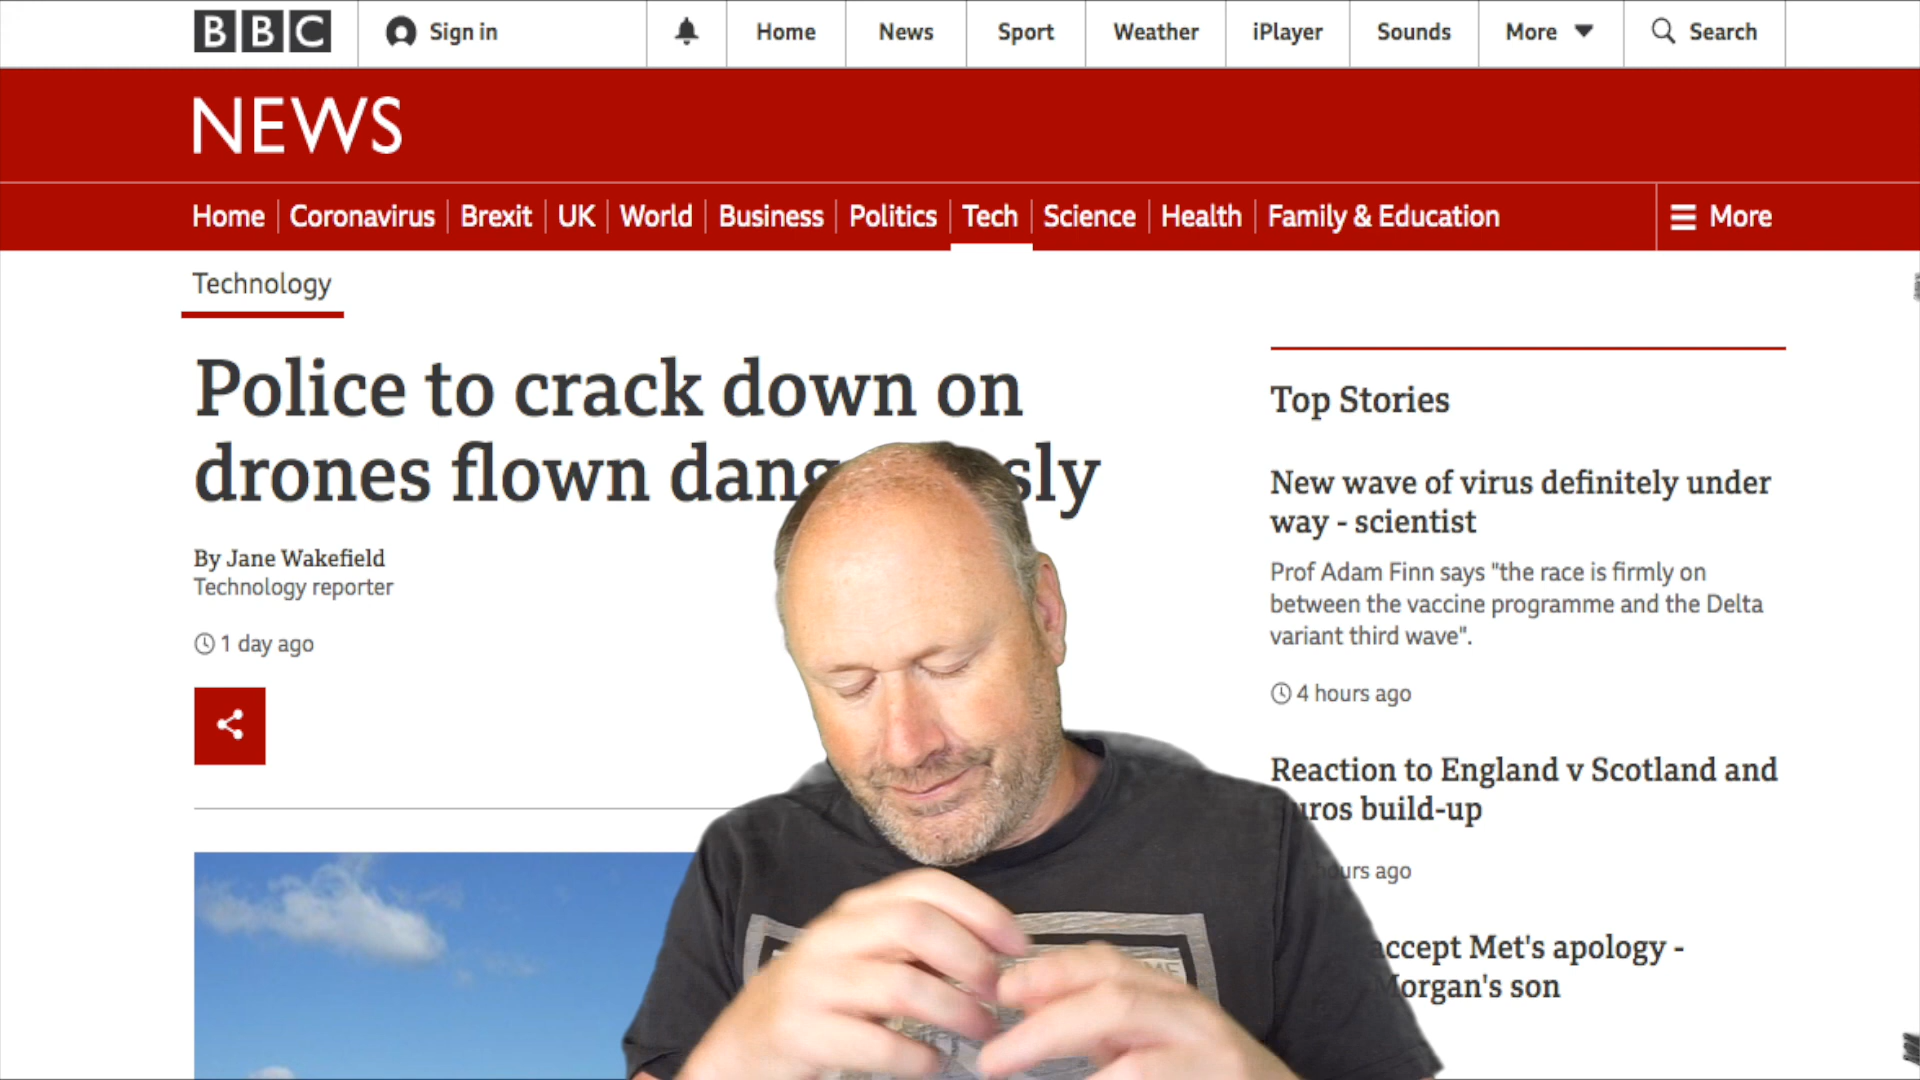 BBC
Sign in
Home
News
Sport
Weather
iPlayer
Sounds
More
Search
NEWS
Home
Coronavirus
Brexit
UK
World
Business
Politics
Tech
Science
Health
Family & Education
More
Technology
Police to crack down on
drones flown
By Jane Wakefield
Technology reporter
1 day ago
Top Stories
New wave of virus definitely under
way - scientist
Prof Adam Finn says "the race is firmly on
between the vaccine programme and the Delta
variant third wave".
4 hours ago
Reaction to England v Scotland and
build-up
ago
accept Met's apology -
Morgan's son